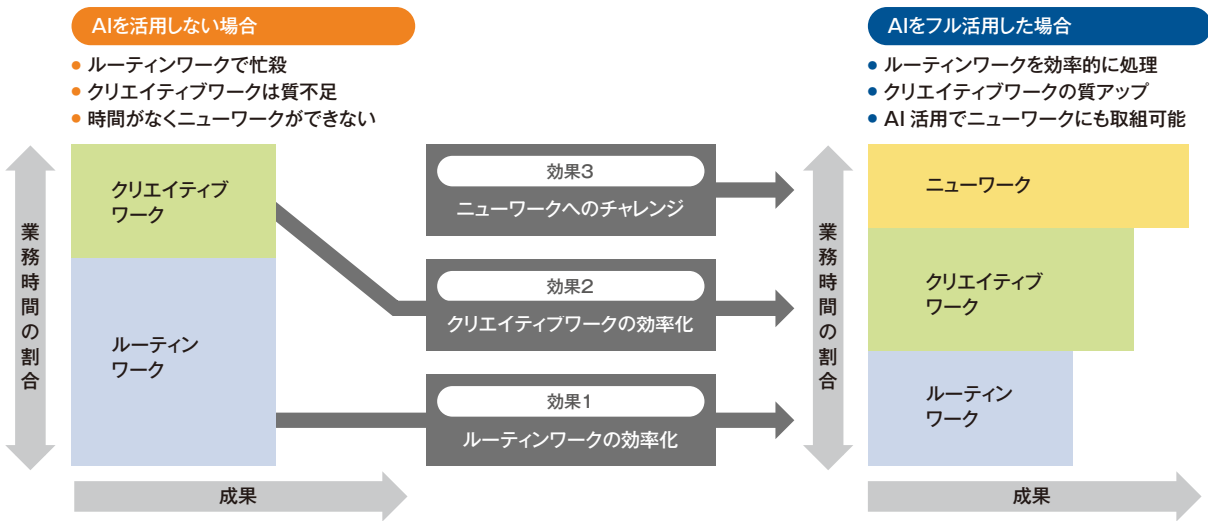 AIを活用しない場合
● ルーティンワークで忙殺
● クリエイティブワークは質不足
● 時間がなくニューワークができない
業務時間の割合
クリエイティブ
ワーク
ルーティン
ワーク
成果
効果3
ニューワークへのチャレンジ
効果2
クリエイティブワークの効率化
効果1
ルーティンワークの効率化
AIをフル活用した場合
● ルーティンワークを効率的に処理
● クリエイティブワークの質アップ
● AI 活用でニューワークにも取組可能
業務時間の割合
ニューワーク
クリエイティブ
ワーク
ルーティン
ワーク
成果